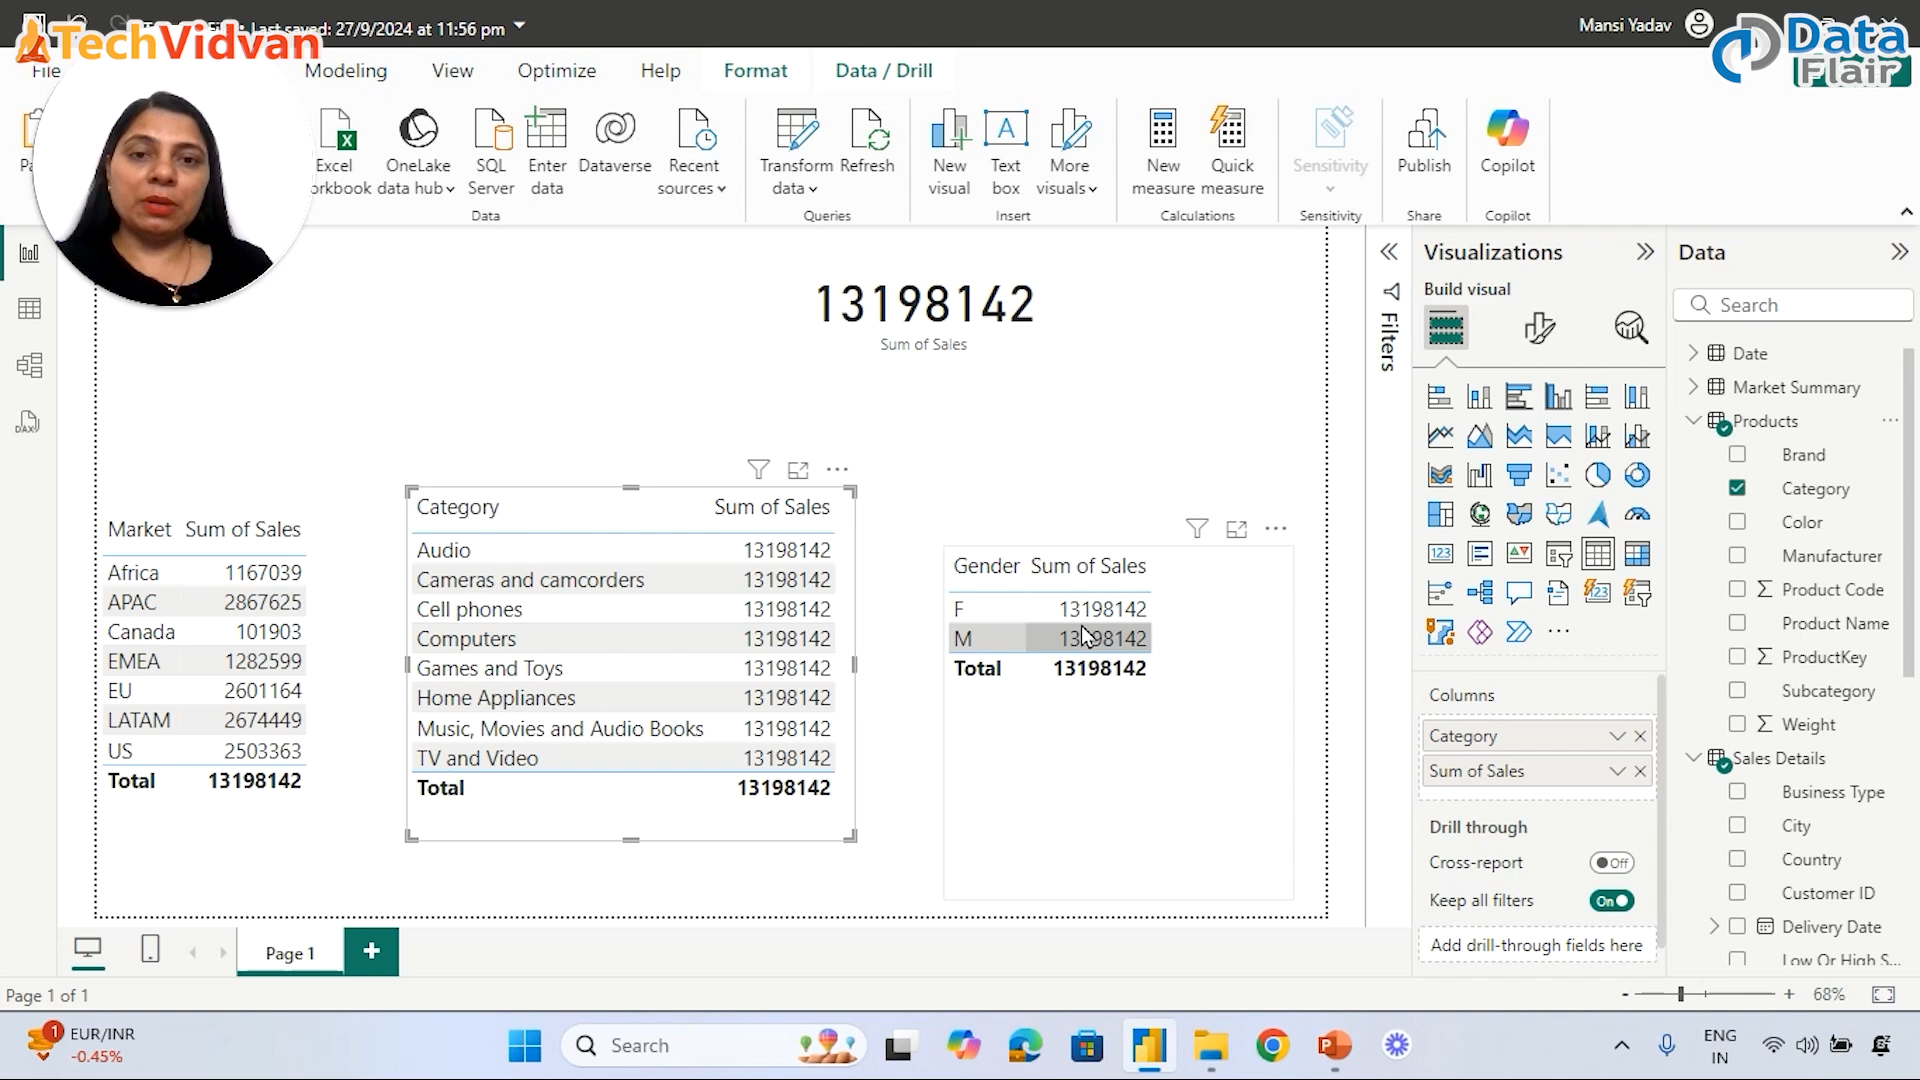 Last saved: 27/9/2024 at 11:56 pm
Mansi Yadav
TechVidvan
Data
Flair
File
Modeling
View
Optimize
Help
Format
Data / Drill
Excel
workbook
OneLake
data hub
SQL
Server
Enter
data
Dataverse
Recent
sources
Transform
data
Refresh
New
visual
Text
box
More
visuals
New
measure
Quick
measure
Sensitivity
Publish
Copilot
Data
Queries
Insert
Calculations
Sensitivity
Share
Copilot
13198142
Sum of Sales
Market Sum of Sales
Africa 1167039
APAC 2867625
Canada 101903
EMEA 1282599
EU 2601164
LATAM 2674449
US 2503363
Total 13198142
Category Sum of Sales
Audio 13198142
Cameras and camcorders 13198142
Cell phones 13198142
Computers 13198142
Games and Toys 13198142
Home Appliances 13198142
Music, Movies and Audio Books 13198142
TV and Video 13198142
Total 13198142
Gender Sum of Sales
F 13198142
M 13198142
Total 13198142
Filters
Visualizations
Build visual
Columns
Category
Sum of Sales
Drill through
Cross-report Off
Keep all filters On
Add drill-through fields here
Data
Search
Date
Market Summary
Products
Brand
Category
Color
Manufacturer
Product Code
Product Name
ProductKey
Subcategory
Weight
Sales Details
Business Type
City
Country
Customer ID
Delivery Date
Low Or High S...
DAX
Page 1
Page 1 of 1
- + 68%
1
EUR/INR
-0.45%
Search
ENG
IN